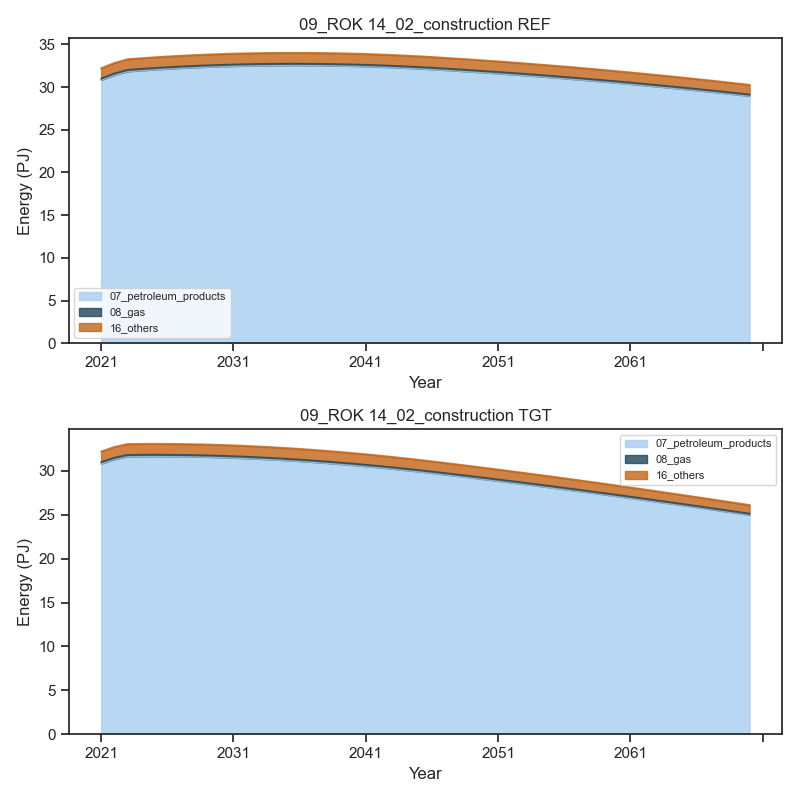 09_ROK 14_02_construction REF
Energy (PJ)
35
30
25
20
15
10
5
0
07_petroleum_products
08_gas
16_others
2021 2031 2041 2051 2061
Year
09_ROK 14_02_construction TGT
Energy (PJ)
30
25
20
15
10
5
0
07_petroleum_products
08_gas
16_others
2021 2031 2041 2051 2061
Year